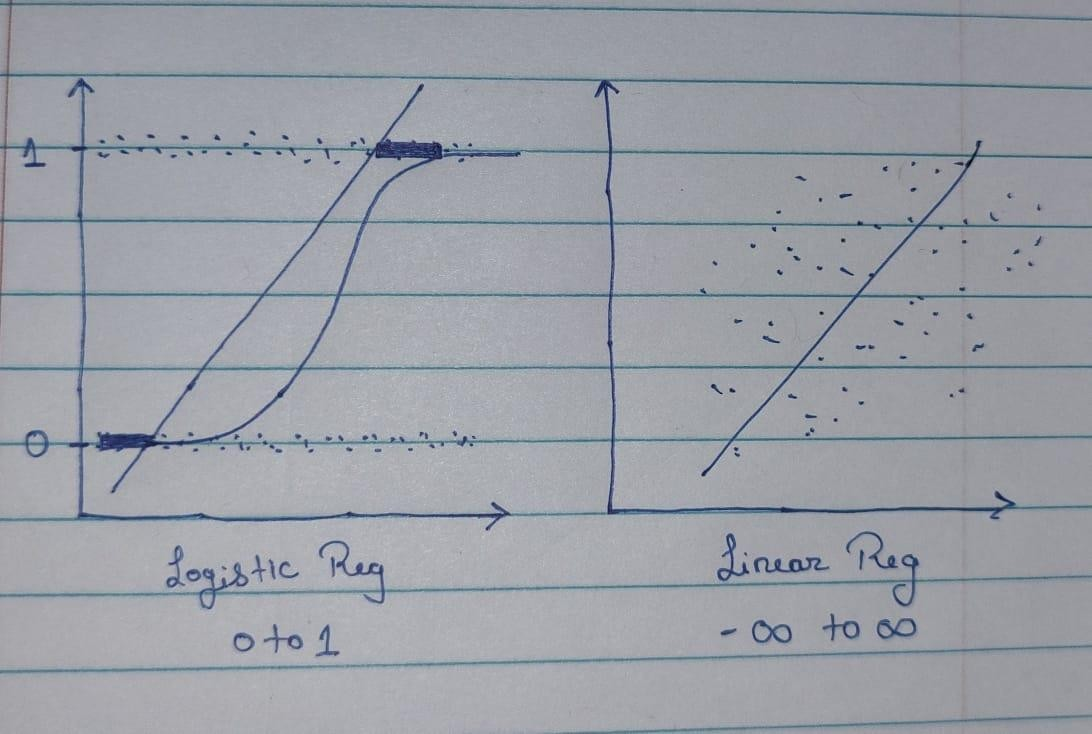 1
0
Logistic Reg
0 to 1
Linear Reg
- ∞ to ∞